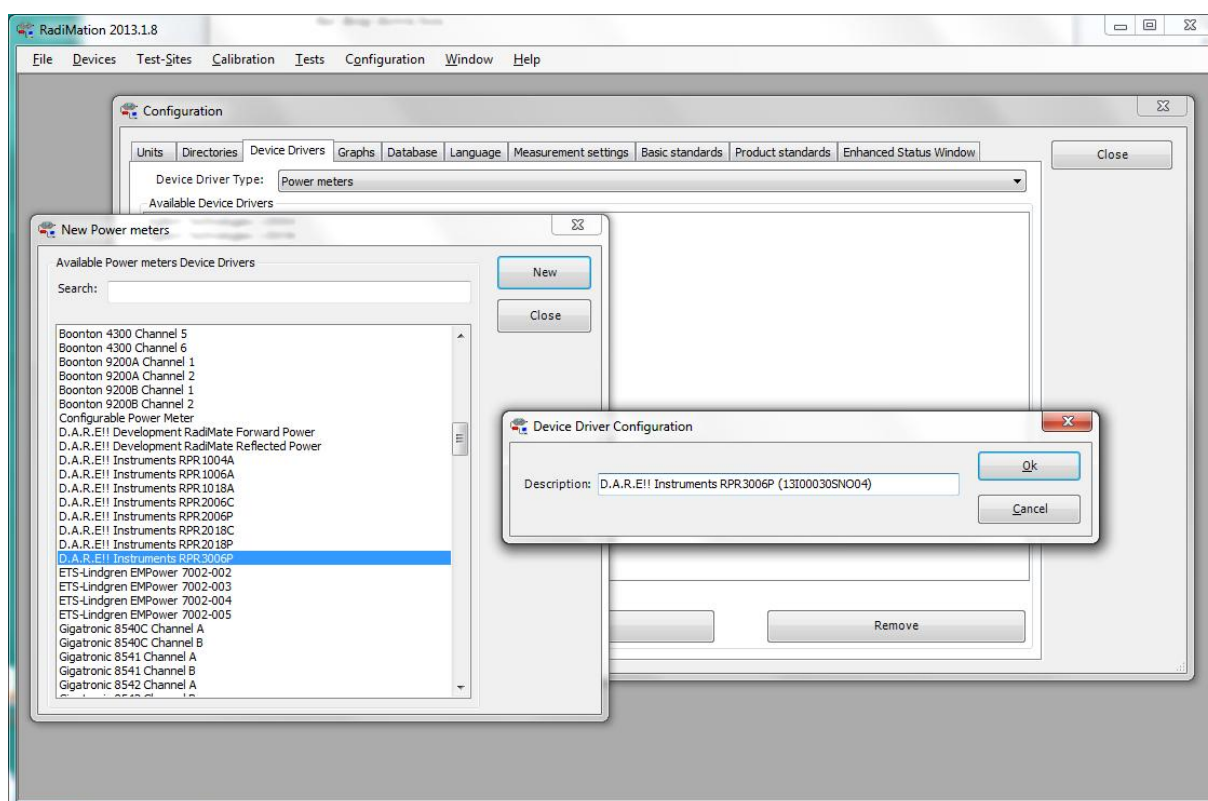 RadiMation 2013.1.8
File Devices Test-Sites Calibration Tests Configuration Window Help
Configuration
Units Directories Device Drivers Graphs Database Language Measurement settings Basic standards Product standards Enhanced Status Window
Close
Device Driver Type: Power meters
Available Device Drivers
New Power meters
Available Power meters Device Drivers
New
Search:
Close
Boonton 4300 Channel 5
Boonton 4300 Channel 6
Boonton 9200A Channel 1
Boonton 9200A Channel 2
Boonton 9200B Channel 1
Boonton 9200B Channel 2
Configurable Power Meter
D.A.R.E!! Development RadiMate Forward Power
D.A.R.E!! Development RadiMate Reflected Power
D.A.R.E!! Instruments RPR1004A
D.A.R.E!! Instruments RPR1006A
D.A.R.E!! Instruments RPR1018A
D.A.R.E!! Instruments RPR2006C
D.A.R.E!! Instruments RPR2006P
D.A.R.E!! Instruments RPR2018C
D.A.R.E!! Instruments RPR2018P
D.A.R.E!! Instruments RPR3006P
ETS-Lindgren EMPower 7002-002
ETS-Lindgren EMPower 7002-003
ETS-Lindgren EMPower 7002-004
ETS-Lindgren EMPower 7002-005
Gigatronic 8540C Channel A
Gigatronic 8540C Channel B
Gigatronic 8541 Channel A
Gigatronic 8541 Channel B
Gigatronic 8542 Channel A
Device Driver Configuration
Ok
Description: D.A.R.E!! Instruments RPR3006P (13I00030SNO04)
Cancel
Remove